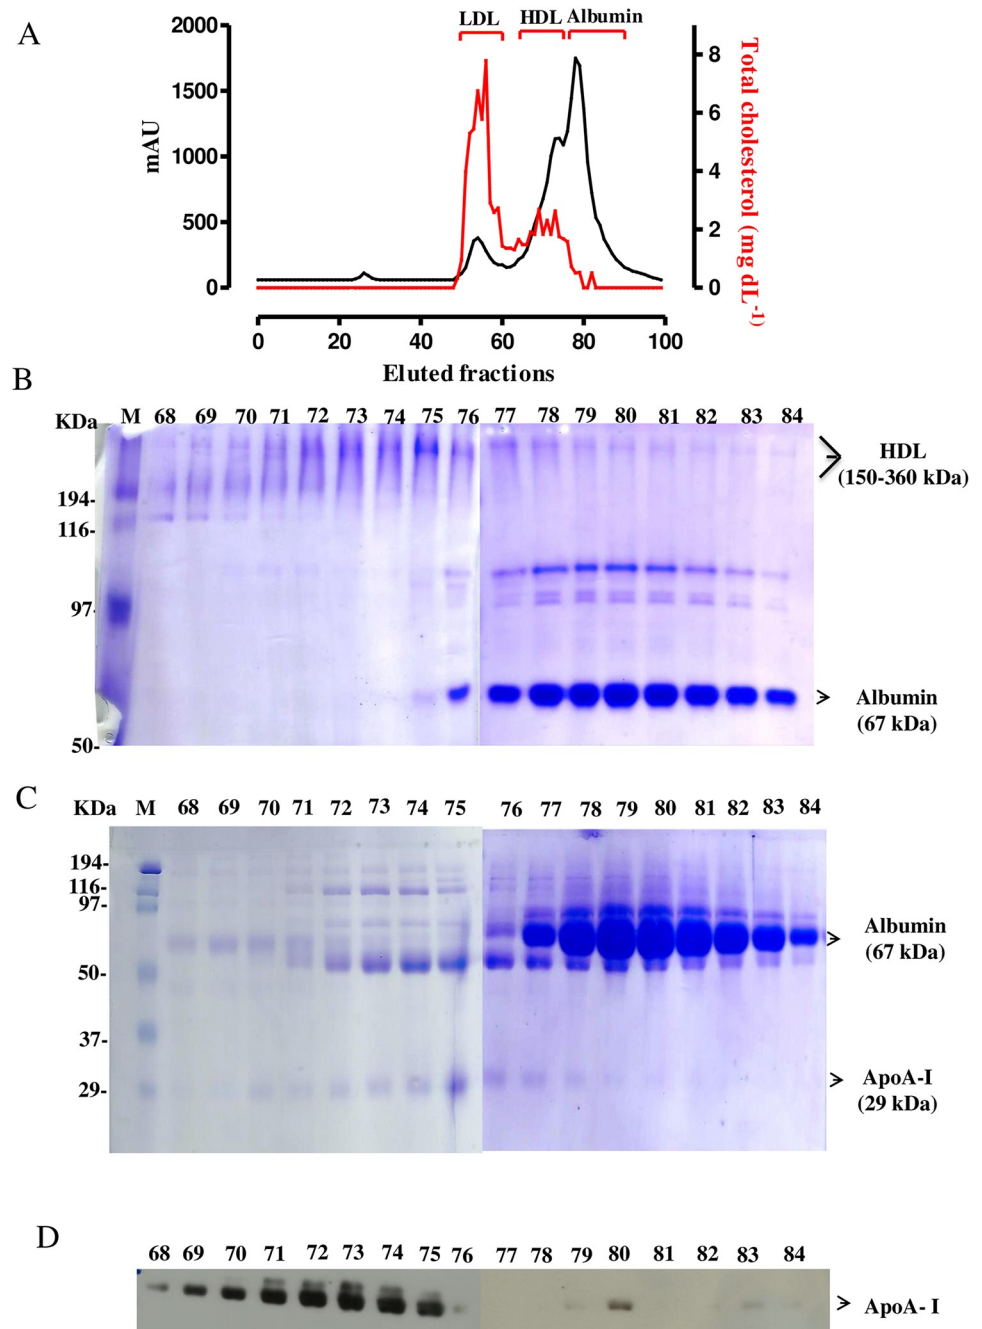 A
LDL HDL Albumin
2000
1500
1000
500
0
mAU
8
6
4
2
0
Total cholesterol (mg dL-1)
0 20 40 60 80 100
Eluted fractions
B
KDa M 68 69 70 71 72 73 74 75 76 77 78 79 80 81 82 83 84
HDL
(150-360 kDa)
194-
116-
97
Albumin
(67 kDa)
50-
C
KDa M 68 69 70 71 72 73 74 75 76 77 78 79 80 81 82 83 84
194-
116-
97-
Albumin
(67 kDa)
50-
37-
29-
ApoA-I
(29 kDa)
D
68 69 70 71 72 73 74 75 76 77 78 79 80 81 82 83 84
ApoA- I